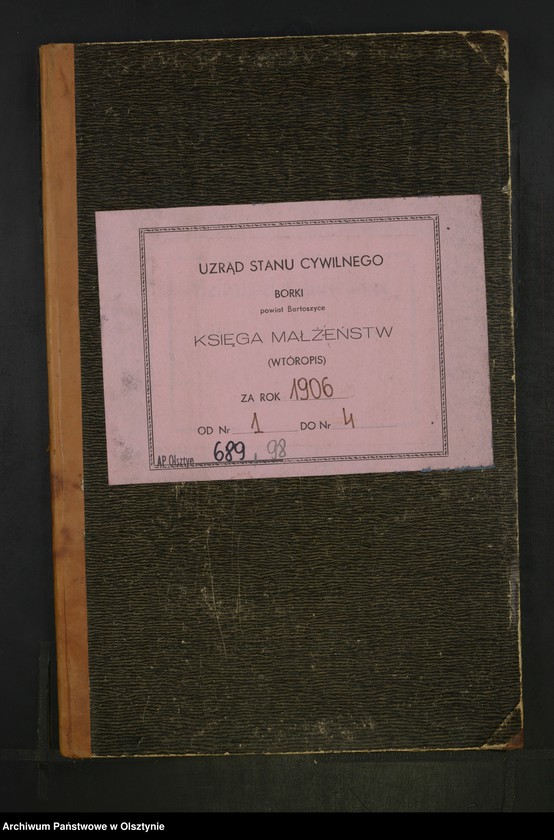 UZRĄD STANU CYWILNEGO
BORKI
powiat Bartoszyce
KSIĘGA MAŁŻEŃSTW
(WTÓROPIS)
ZA ROK 1906
OD Nr 1 DO Nr 4
AP. Olsztyn 689 98
Archiwum Państwowe w Olsztynie